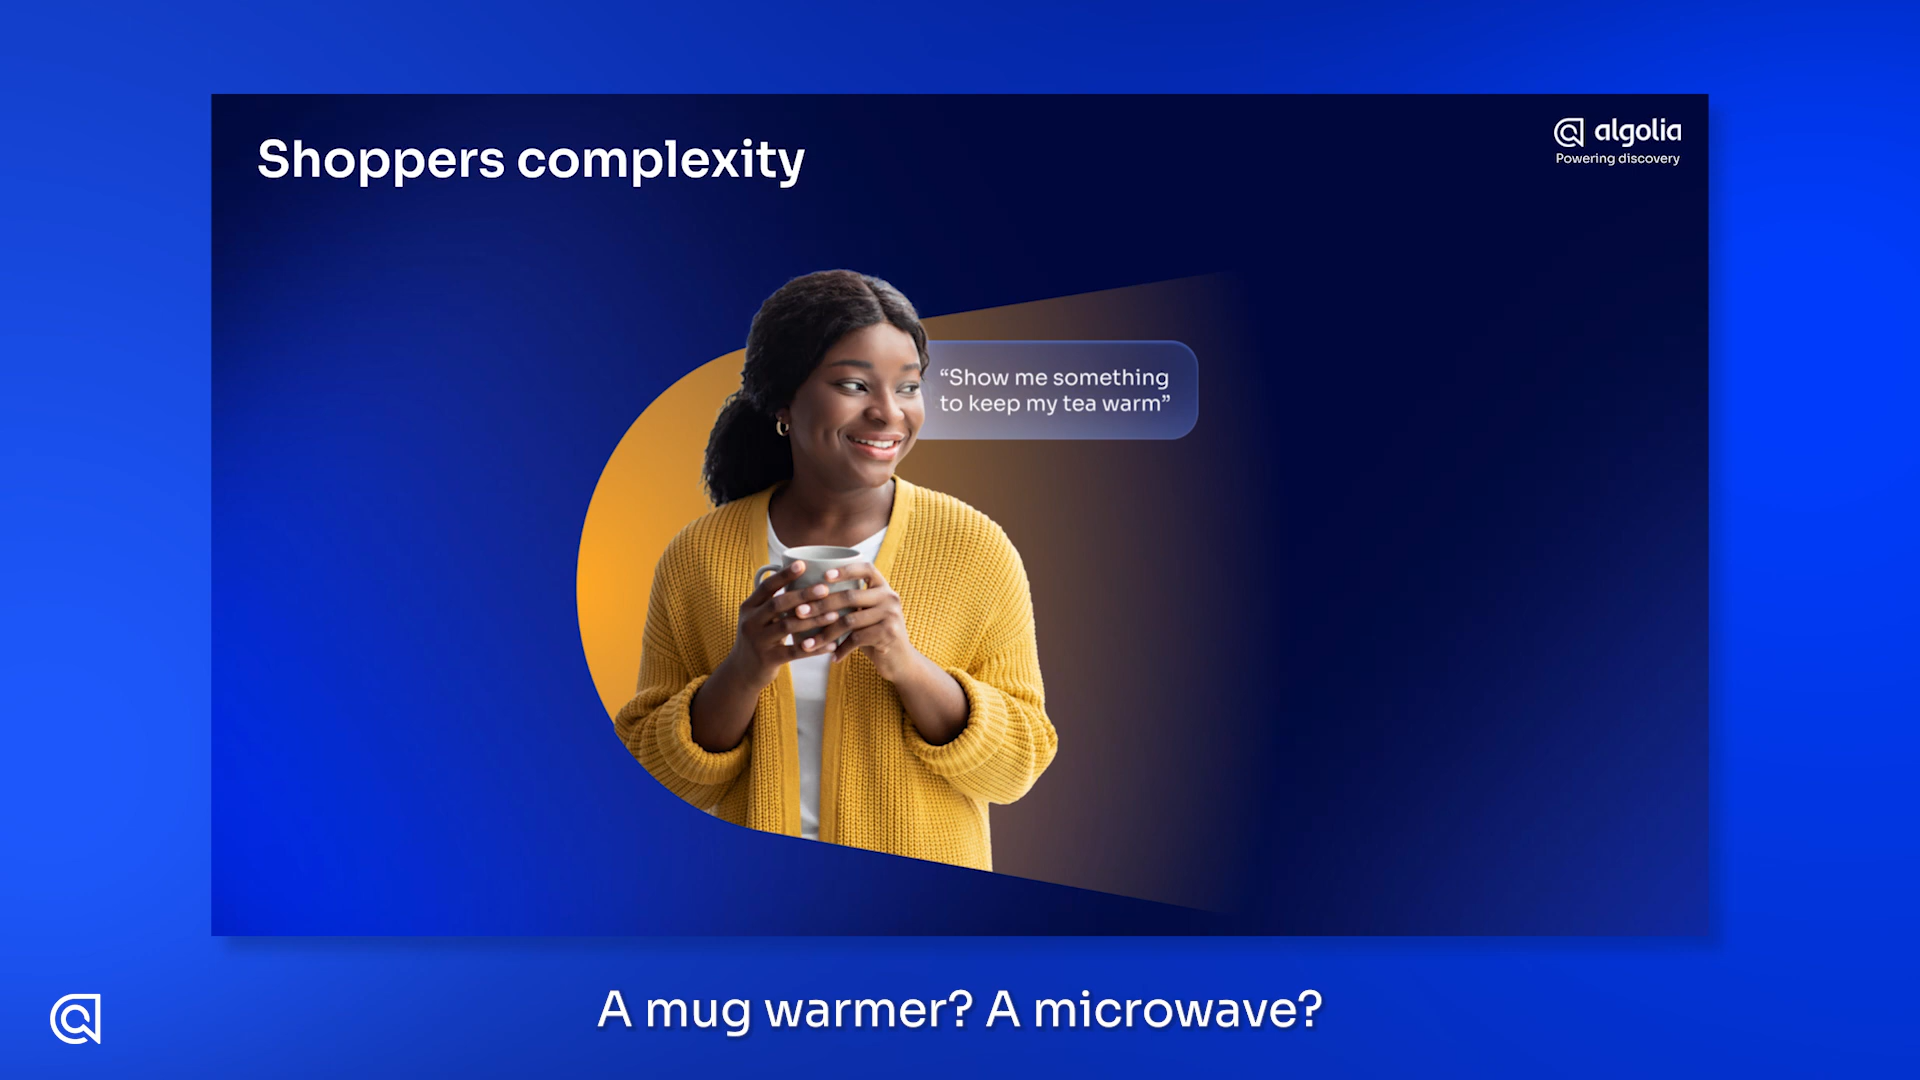 Shoppers complexity
algolia
Powering discovery
“Show me something
to keep my tea warm”
A mug warmer? A microwave?